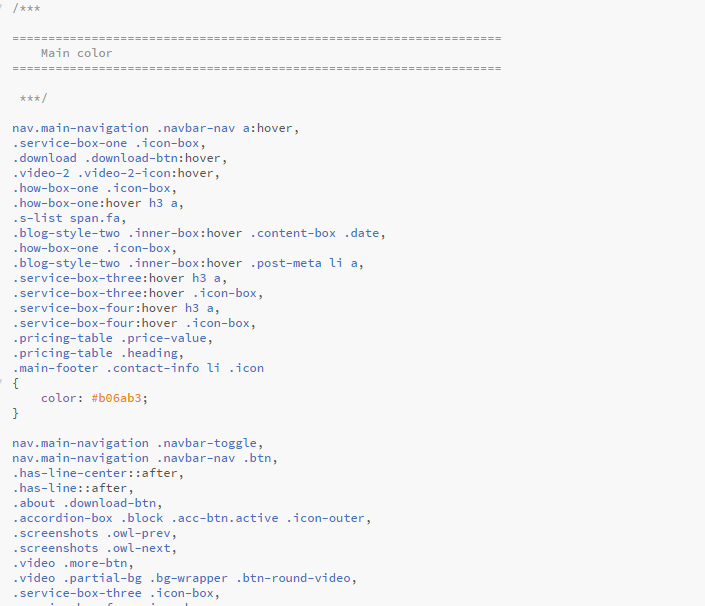 /***
====================================================================
    Main color
====================================================================
 ***/
nav.main-navigation .navbar-nav a:hover,
.service-box-one .icon-box,
.download .download-btn:hover,
.video-2 .video-2-icon:hover,
.how-box-one .icon-box,
.how-box-one:hover h3 a,
.s-list span.fa,
.blog-style-two .inner-box:hover .content-box .date,
.how-box-one .icon-box,
.blog-style-two .inner-box:hover .post-meta li a,
.service-box-three:hover h3 a,
.service-box-three:hover .icon-box,
.service-box-four:hover h3 a,
.service-box-four:hover .icon-box,
.pricing-table .price-value,
.pricing-table .heading,
.main-footer .contact-info li .icon
{
    color: #b06ab3;
}
nav.main-navigation .navbar-toggle,
nav.main-navigation .navbar-nav .btn,
.has-line-center::after,
.has-line::after,
.about .download-btn,
.accordion-box .block .acc-btn.active .icon-outer,
.screenshots .owl-prev,
.screenshots .owl-next,
.video .more-btn,
.video .partial-bg .bg-wrapper .btn-round-video,
.service-box-three .icon-box,